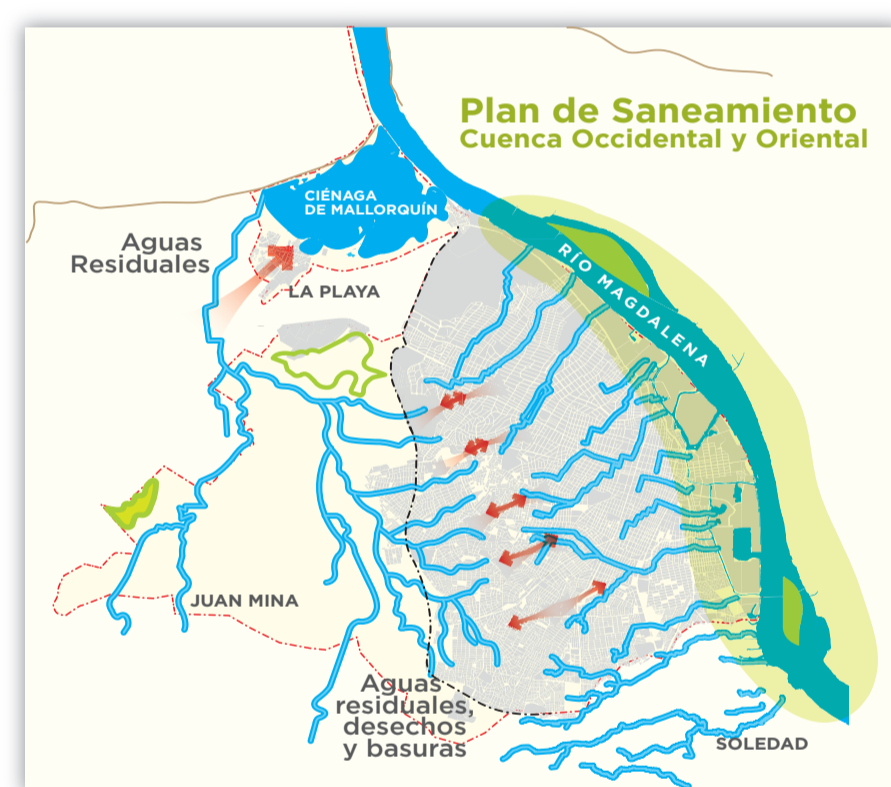 Plan de Saneamiento
Cuenca Occidental y Oriental
CIÉNAGA
DE MALLORQUÍN
Aguas
Residuales
LA PLAYA
RÍO MAGDALENA
JUAN MINA
Aguas
residuales,
desechos
y basuras
SOLEDAD